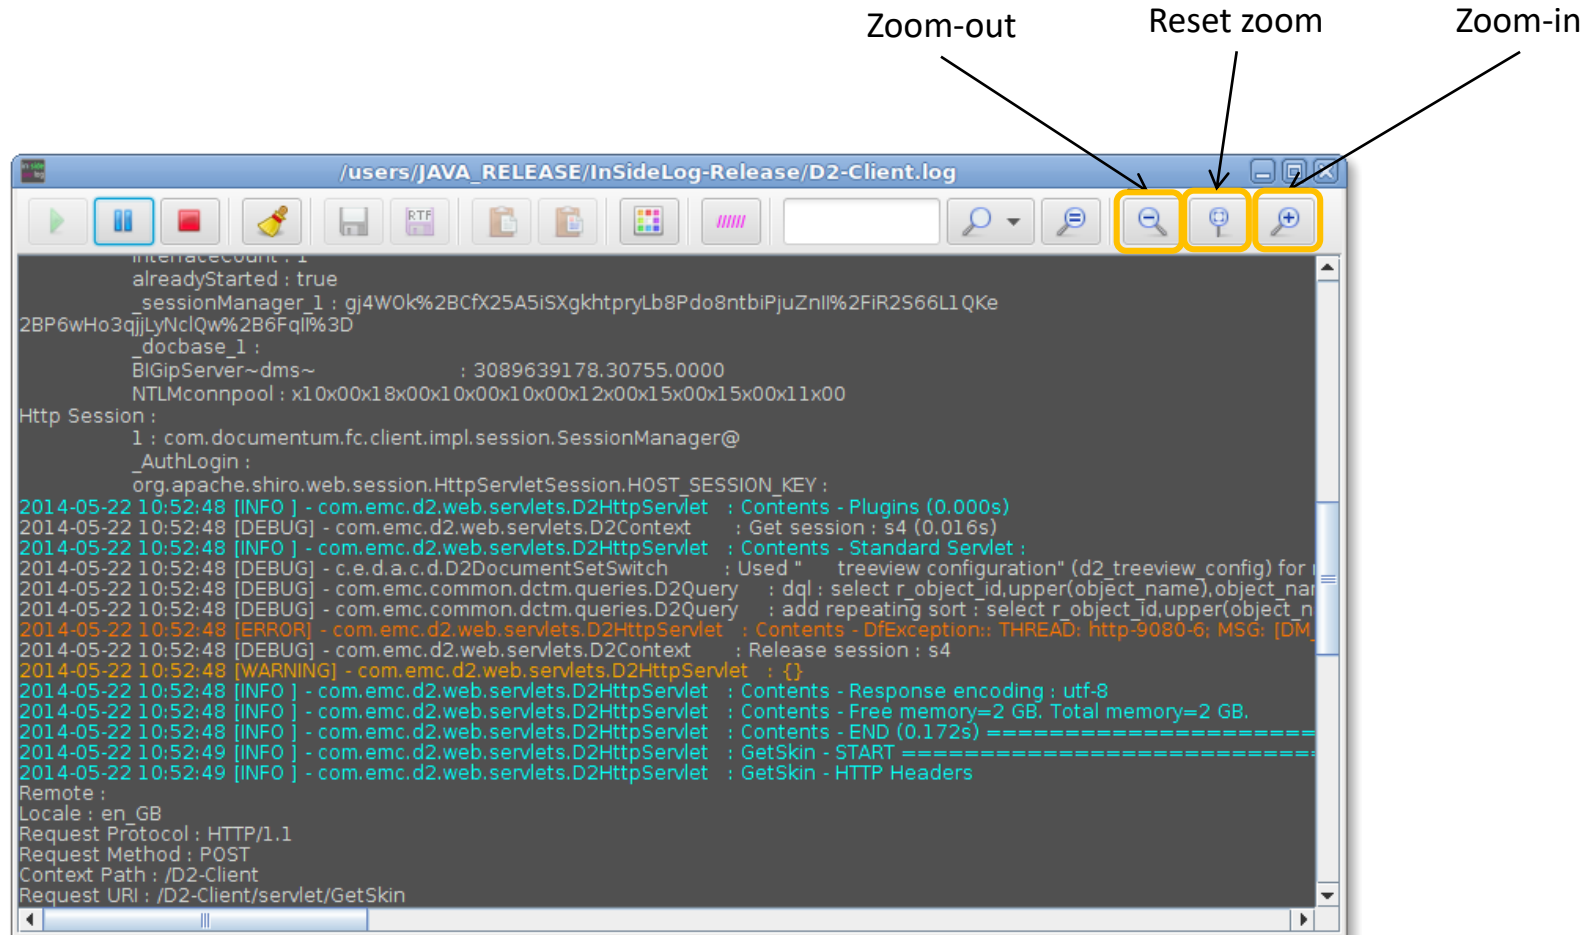 Zoom-out Reset zoom Zoom-in
/users/JAVA_RELEASE/InSideLog-Release/D2-Client.log
RTF
interfaceCount : 1
alreadyStarted : true
_sessionManager_1 : gj4WOk%2BCfX25A5iSXgkhtpryLb8Pdo8ntbiPjuZnII%2FiR2S66L1QKe
2BP6wHo3qjjLyNclQw%2B6FqII%3D
_docbase_1 :
BIGipServer~dms~ : 3089639178.30755.0000
NTLMconnpool : x10x00x18x00x10x00x10x00x12x00x15x00x15x00x11x00
Http Session :
1 : com.documentum.fc.client.impl.session.SessionManager@
_AuthLogin :
org.apache.shiro.web.session.HttpServletSession.HOST_SESSION_KEY :
2014-05-22 10:52:48 [INFO ] - com.emc.d2.web.servlets.D2HttpServlet : Contents - Plugins (0.000s)
2014-05-22 10:52:48 [DEBUG] - com.emc.d2.web.servlets.D2Context : Get session : s4 (0.016s)
2014-05-22 10:52:48 [INFO ] - com.emc.d2.web.servlets.D2HttpServlet : Contents - Standard Servlet :
2014-05-22 10:52:48 [DEBUG] - c.e.d.a.c.d.D2DocumentSetSwitch : Used " treeview configuration" (d2_treeview_config) for
2014-05-22 10:52:48 [DEBUG] - com.emc.common.dctm.queries.D2Query : dql : select r_object_id,upper(object_name),object_nar
2014-05-22 10:52:48 [DEBUG] - com.emc.common.dctm.queries.D2Query : add repeating sort : select r_object_id,upper(object_n
2014-05-22 10:52:48 [ERROR] - com.emc.d2.web.servlets.D2HttpServlet : Contents - DfException:: THREAD: http-9080-6; MSG: [DM_
2014-05-22 10:52:48 [DEBUG] - com.emc.d2.web.servlets.D2Context : Release session : s4
2014-05-22 10:52:48 [WARNING] - com.emc.d2.web.servlets.D2HttpServlet : {}
2014-05-22 10:52:48 [INFO ] - com.emc.d2.web.servlets.D2HttpServlet : Contents - Response encoding : utf-8
2014-05-22 10:52:48 [INFO ] - com.emc.d2.web.servlets.D2HttpServlet : Contents - Free memory=2 GB. Total memory=2 GB.
2014-05-22 10:52:48 [INFO ] - com.emc.d2.web.servlets.D2HttpServlet : Contents - END (0.172s) =====================
2014-05-22 10:52:49 [INFO ] - com.emc.d2.web.servlets.D2HttpServlet : GetSkin - START ==========================
2014-05-22 10:52:49 [INFO ] - com.emc.d2.web.servlets.D2HttpServlet : GetSkin - HTTP Headers
Remote :
Locale : en_GB
Request Protocol : HTTP/1.1
Request Method : POST
Context Path : /D2-Client
Request URI : /D2-Client/servlet/GetSkin